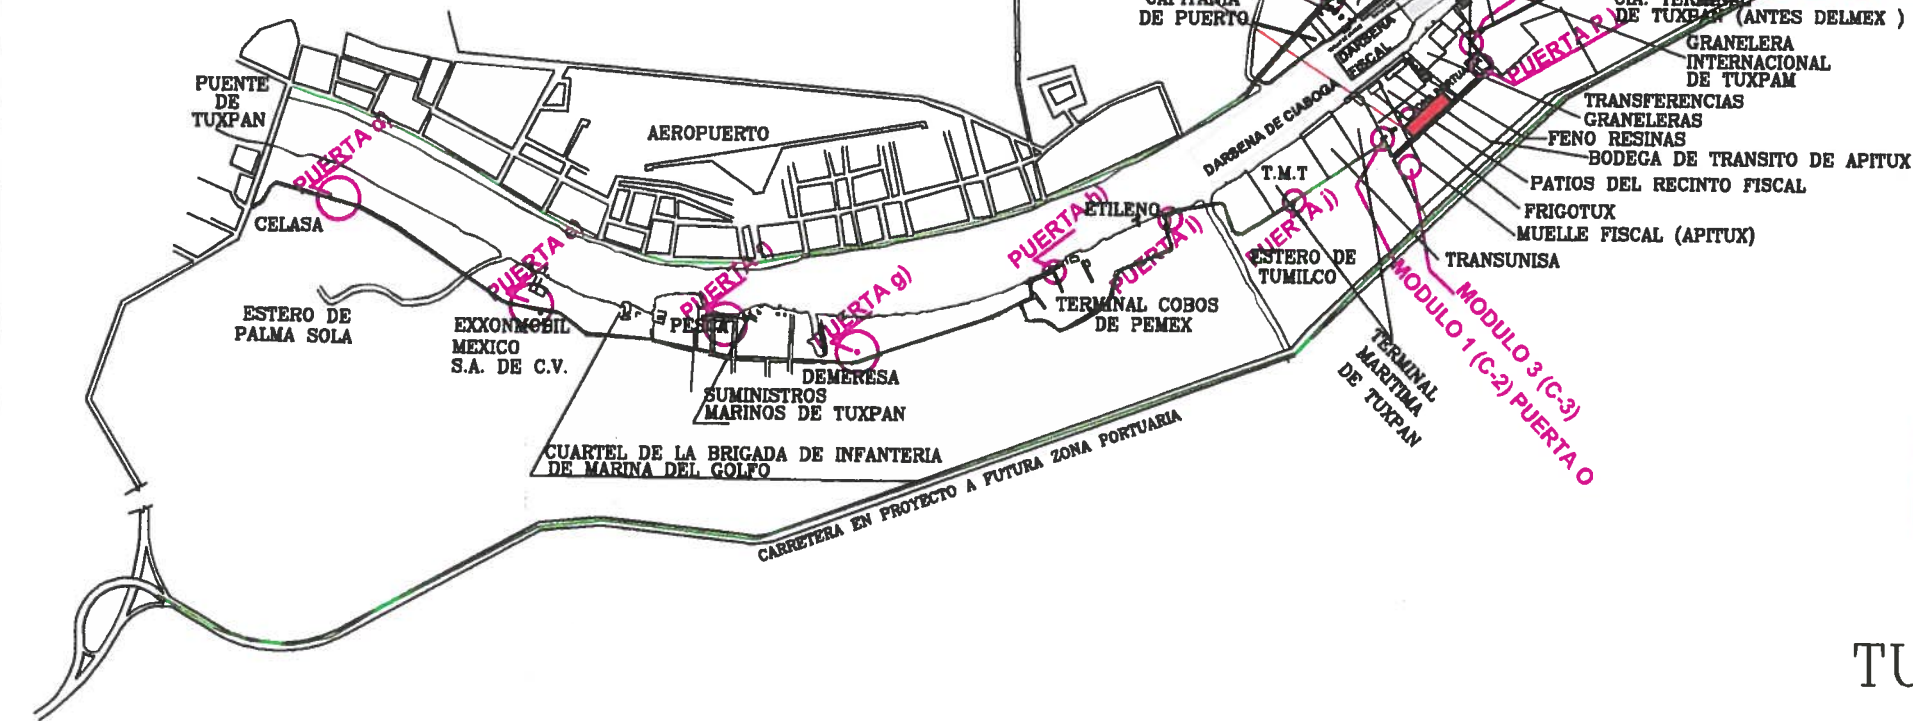 DE PUERTO
DARSENA
FISCAL
DE TUXPAN (ANTES DELMEX )
PUERTA P )
GRANELERA
INTERNACIONAL
DE TUXPAM
TRANSFERENCIAS
GRANELERAS
FENO RESINAS
BODEGA DE TRANSITO DE APITUX
PATIOS DEL RECINTO FISCAL
FRIGOTUX
MUELLE FISCAL (APITUX)
TRANSUNISA
PUENTE
DE
TUXPAN
PUERTA
CELASA
AEROPUERTO
DARSENA DE CIABOGA
T.M.T
ETILENO
PUERTA h)
PUERTA i)
PUERTA j)
ESTERO DE
TUMILCO
ESTERO DE
PALMA SOLA
PUERTA
EXXONMOBIL
MEXICO
S.A. DE C.V.
PUERTA
PUERTA g)
DEMERESA
SUMINISTROS
MARINOS DE TUXPAN
TERMINAL COBOS
DE PEMEX
CUARTEL DE LA BRIGADA DE INFANTERIA
DE MARINA DEL GOLFO
CARRETERA EN PROYECTO A FUTURA ZONA PORTUARIA
TERMINAL
MARITIMA
DE TUXPAN
MODULO 1 (C-2) PUERTA O
MODULO 3 (C-3)
TU